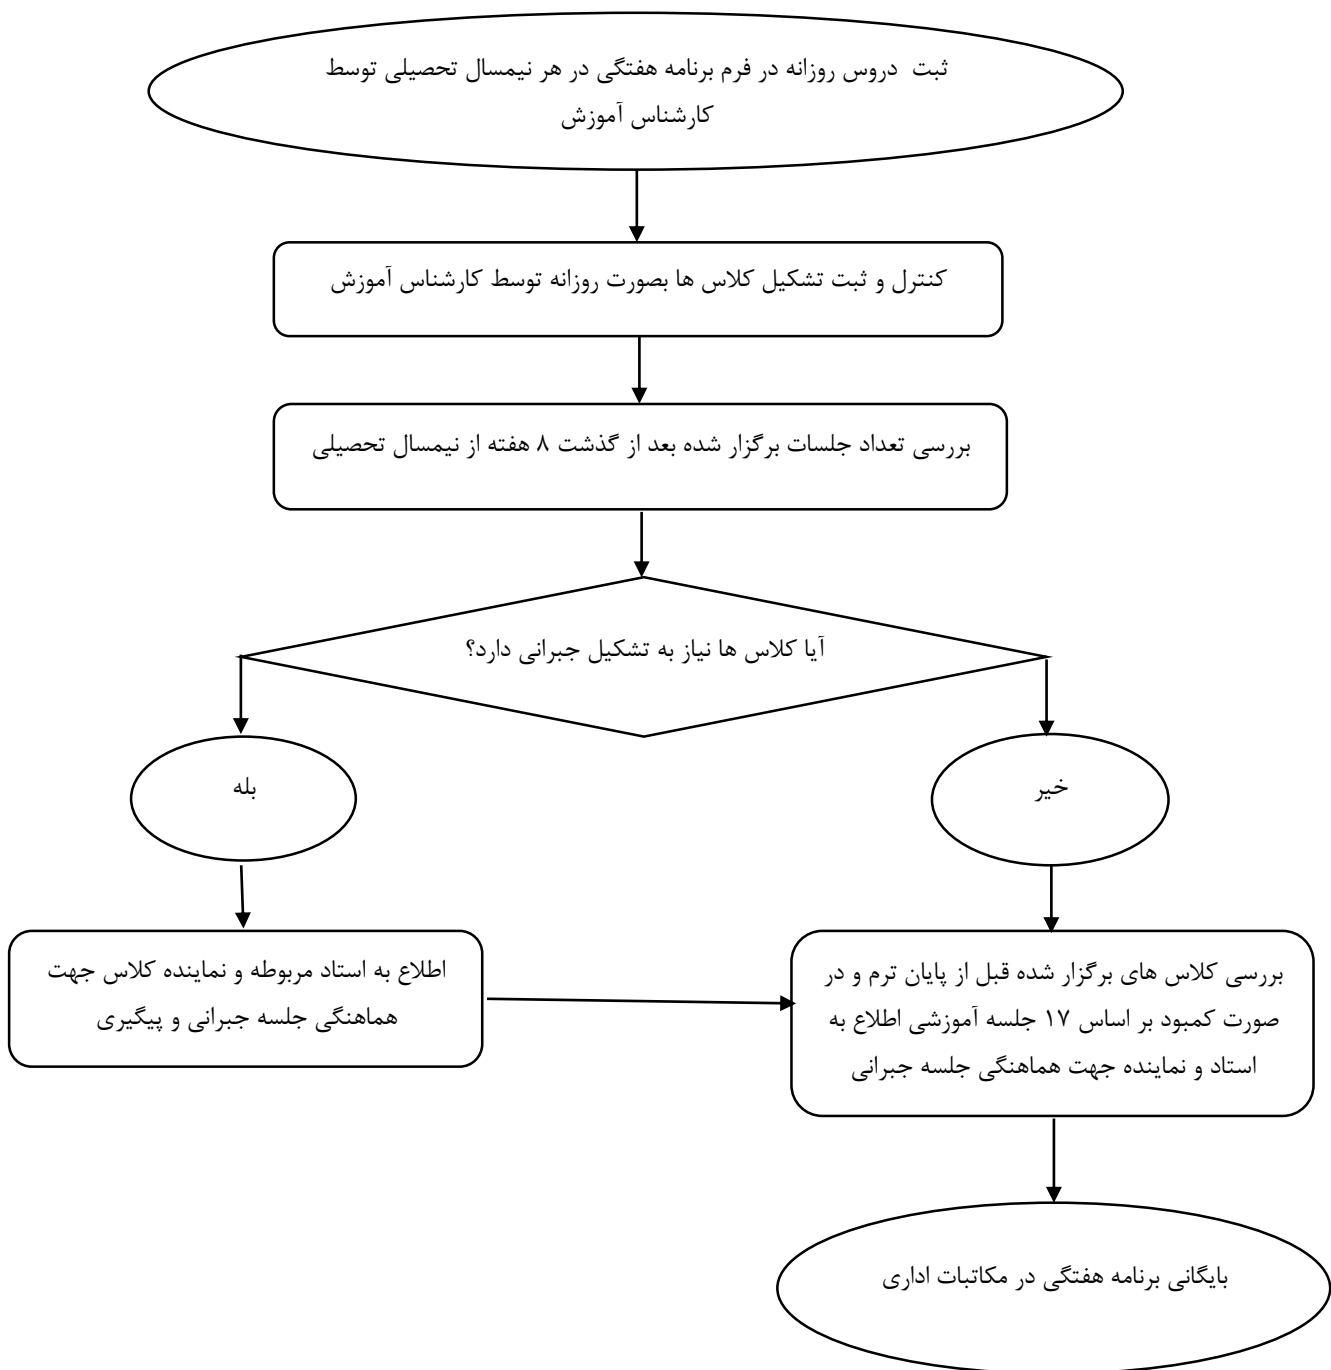 ثبت دروس روزانه در فرم برنامه هفتگی در هر نیمسال تحصیلی توسط
کارشناس آموزش
کنترل و ثبت تشکیل کلاس ها بصورت روزانه توسط کارشناس آموزش
بررسی تعداد جلسات برگزار شده بعد از گذشت ۸ هفته از نیمسال تحصیلی
آیا کلاس ها نیاز به تشکیل جبرانی دارد؟
خیر
بله
بررسی کلاس های برگزار شده قبل از پایان ترم و در
صورت کمبود بر اساس ۱۷ جلسه آموزشی اطلاع به
استاد و نماینده جهت هماهنگی جلسه جبرانی
اطلاع به استاد مربوطه و نماینده کلاس جهت
هماهنگی جلسه جبرانی و پیگیری
بایگانی برنامه هفتگی در مکاتبات اداری